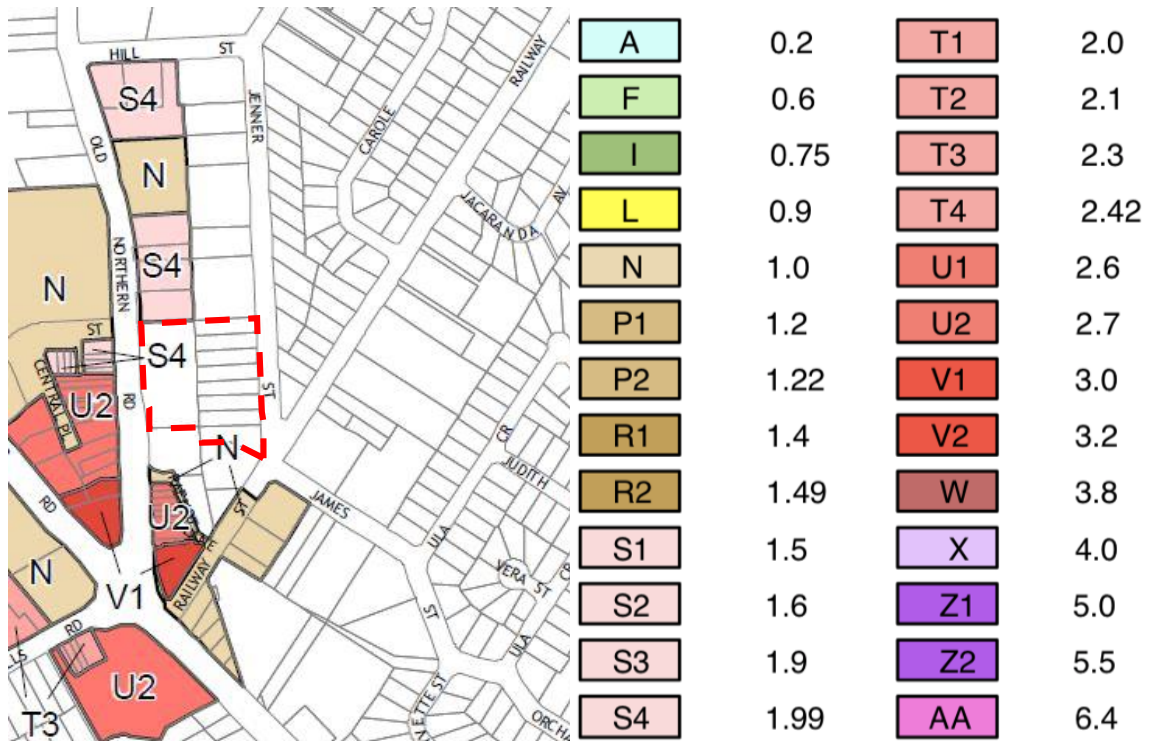 HILL ST
S4
JENNER
OLD
N
CAROLE
RAILWAY
JACARANDA
AV
NORTHERN
S4
N
ST
S4
CENTRAL PL
U2
RD
ST
N
CR
JUDITH
RD
U2
ST
JAMES
ULA
N
V1
RAILWAY
VERA ST
CR
ST
RD
LS
ULA
U2
T3
VETTE ST
ORCHA
A 0.2 T1 2.0
F 0.6 T2 2.1
I 0.75 T3 2.3
L 0.9 T4 2.42
N 1.0 U1 2.6
P1 1.2 U2 2.7
P2 1.22 V1 3.0
R1 1.4 V2 3.2
R2 1.49 W 3.8
S1 1.5 X 4.0
S2 1.6 Z1 5.0
S3 1.9 Z2 5.5
S4 1.99 AA 6.4